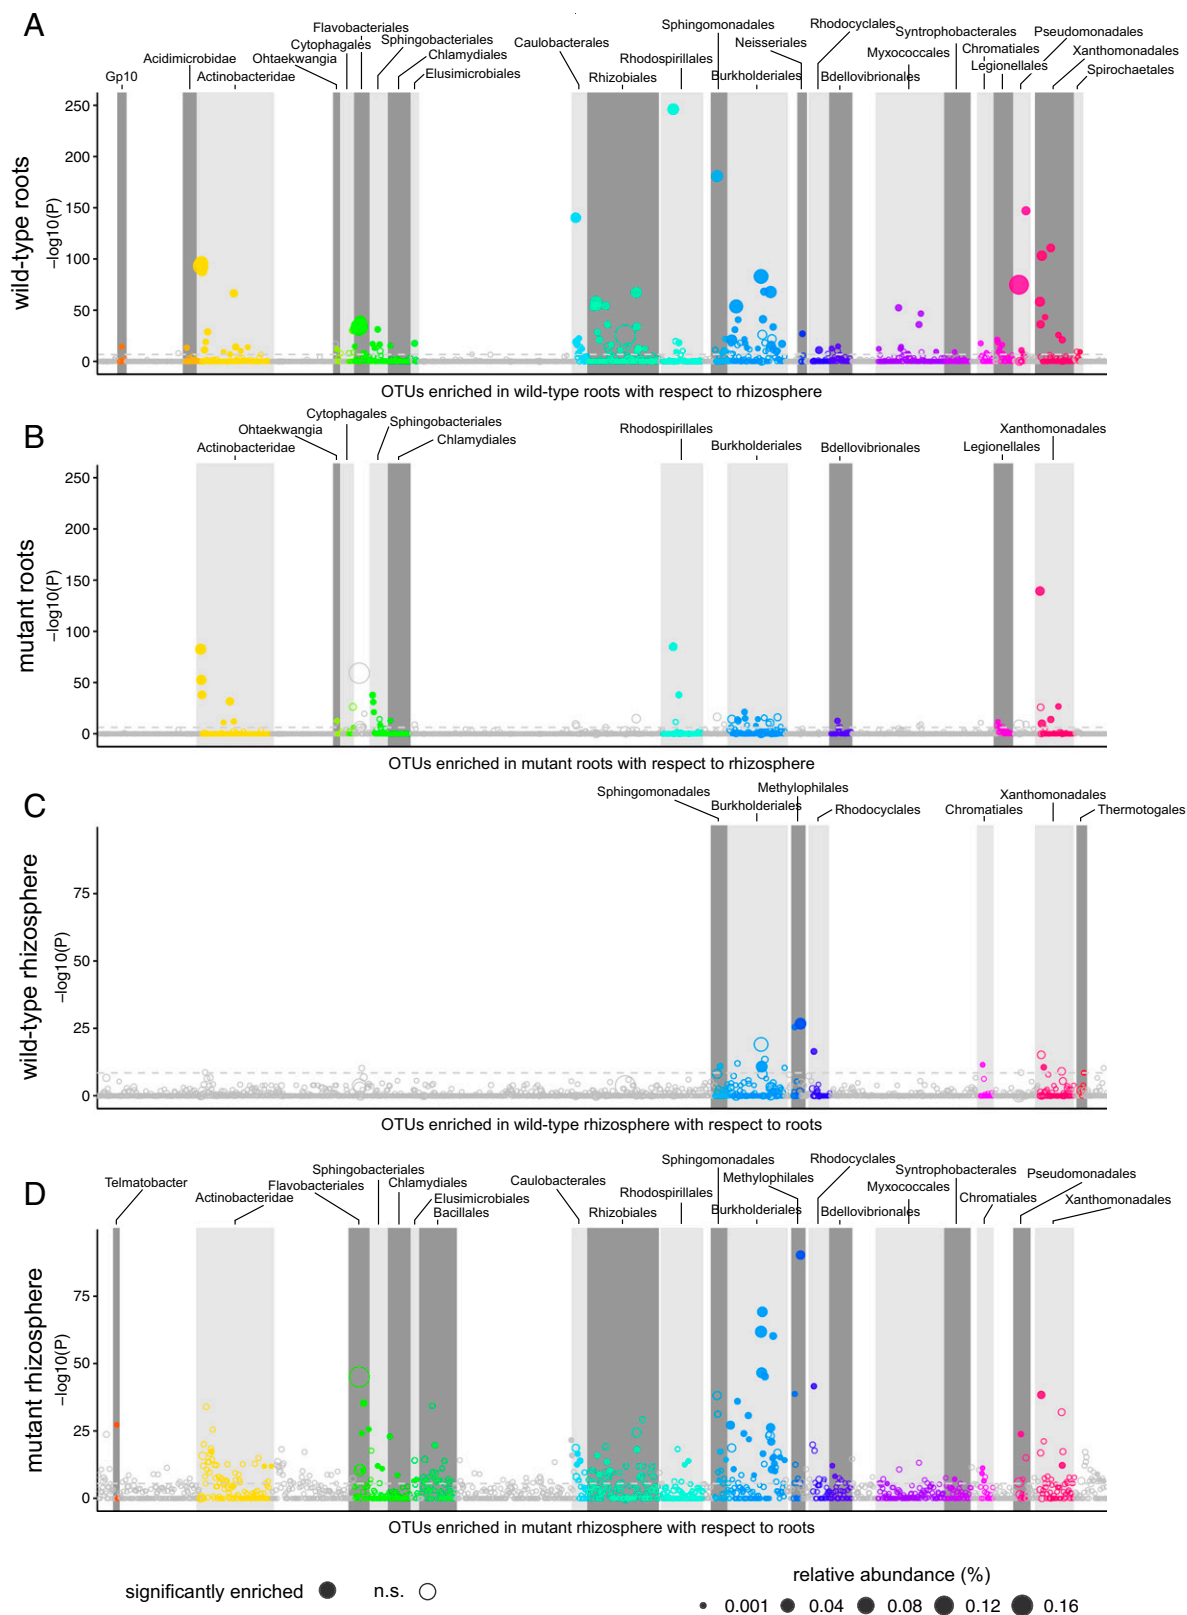 A
Flavobacteriales
Cytophagales
Sphingobacteriales
Acidimicrobidae
Ohtaekwangia
Chlamydiales
Gp10
Actinobacteridae
Elusimicrobiales
Caulobacterales
Rhizobiales
Rhodospirillales
Sphingomonadales
Neisseriales
Burkholderiales
Rhodocyclales
Bdellovibrionales
Myxococcales
Syntrophobacterales
Chromatiales
Legionellales
Pseudomonadales
Xanthomonadales
Spirochaetales
wild-type roots
−log10(P)
250
200
150
100
50
0
OTUs enriched in wild-type roots with respect to rhizosphere
B
Cytophagales
Ohtaekwangia
Sphingobacteriales
Actinobacteridae
Chlamydiales
Rhodospirillales
Burkholderiales
Bdellovibrionales
Legionellales
Xanthomonadales
mutant roots
−log10(P)
250
200
150
100
50
0
OTUs enriched in mutant roots with respect to rhizosphere
C
Sphingomonadales
Burkholderiales
Methylophilales
Rhodocyclales
Chromatiales
Xanthomonadales
Thermotogales
wild-type rhizosphere
−log10(P)
75
50
25
0
OTUs enriched in wild-type rhizosphere with respect to roots
D
Telmatobacter
Actinobacteridae
Flavobacteriales
Sphingobacteriales
Chlamydiales
Elusimicrobiales
Bacillales
Caulobacterales
Rhizobiales
Rhodospirillales
Sphingomonadales
Methylophilales
Burkholderiales
Rhodocyclales
Bdellovibrionales
Myxococcales
Syntrophobacterales
Chromatiales
Pseudomonadales
Xanthomonadales
mutant rhizosphere
−log10(P)
75
50
25
0
OTUs enriched in mutant rhizosphere with respect to roots
significantly enriched
n.s.
relative abundance (%)
0.001
0.04
0.08
0.12
0.16